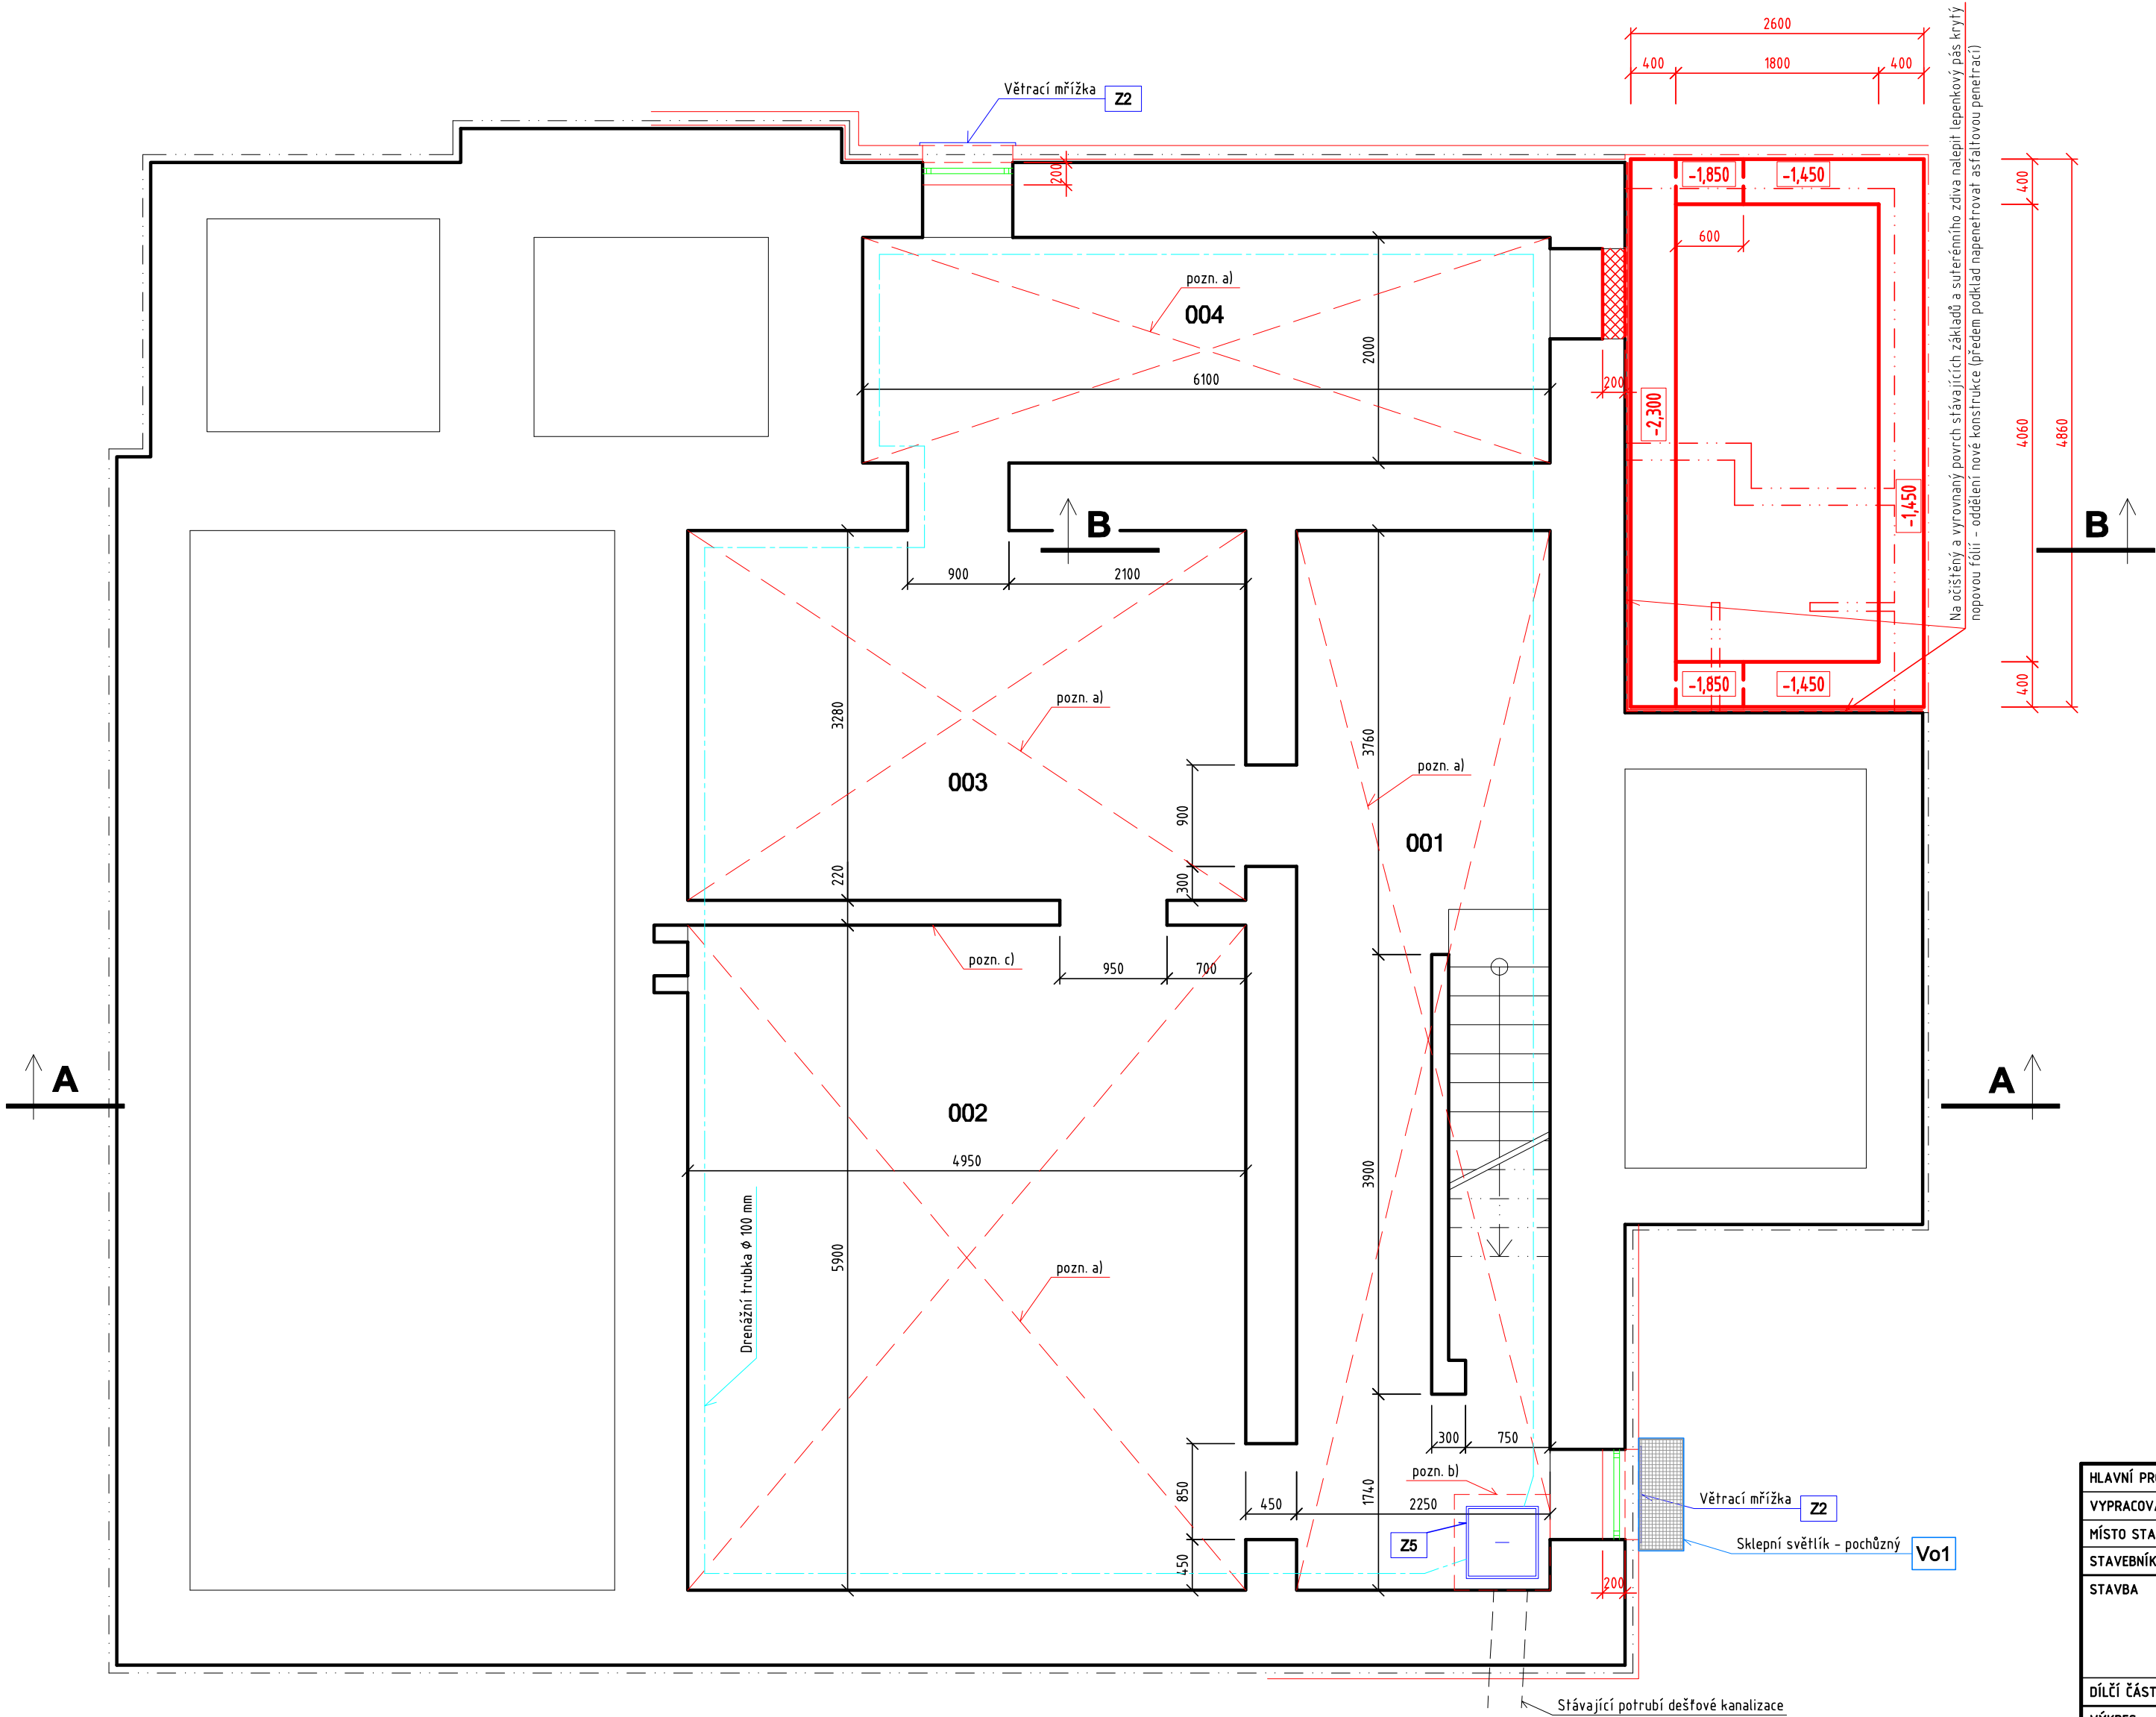 2600
400
1800
400
Větrací mřížka
Z2
200
-1,850
-1,450
600
400
Na očištěný a vyrovnaný povrch stávajících základů a suterénního zdiva nalepit lepenkový pás krytý
nopovou fólií - oddělení nové konstrukce (předem podklad napenetrovat asfaltovou penetrací)
pozn. a)
004
2000
6100
200
-2,300
4060
4860
-1,450
B
B
900
2100
3280
pozn. a)
003
3760
pozn. a)
900
001
-1,850
-1,450
400
220
300
pozn. c)
950
700
A
A
002
4950
3900
Drenážní trubka Φ 100 mm
5900
pozn. a)
300
750
pozn. b)
850
450
1740
2250
Z5
450
200
Větrací mřížka
Z2
Sklepní světlík - pochůzný
Vo1
Stávající potrubí dešťové kanalizace
HLAVNÍ PR
VYPRACOV
MÍSTO STA
STAVEBNÍK
STAVBA
DÍLČÍ ČÁST